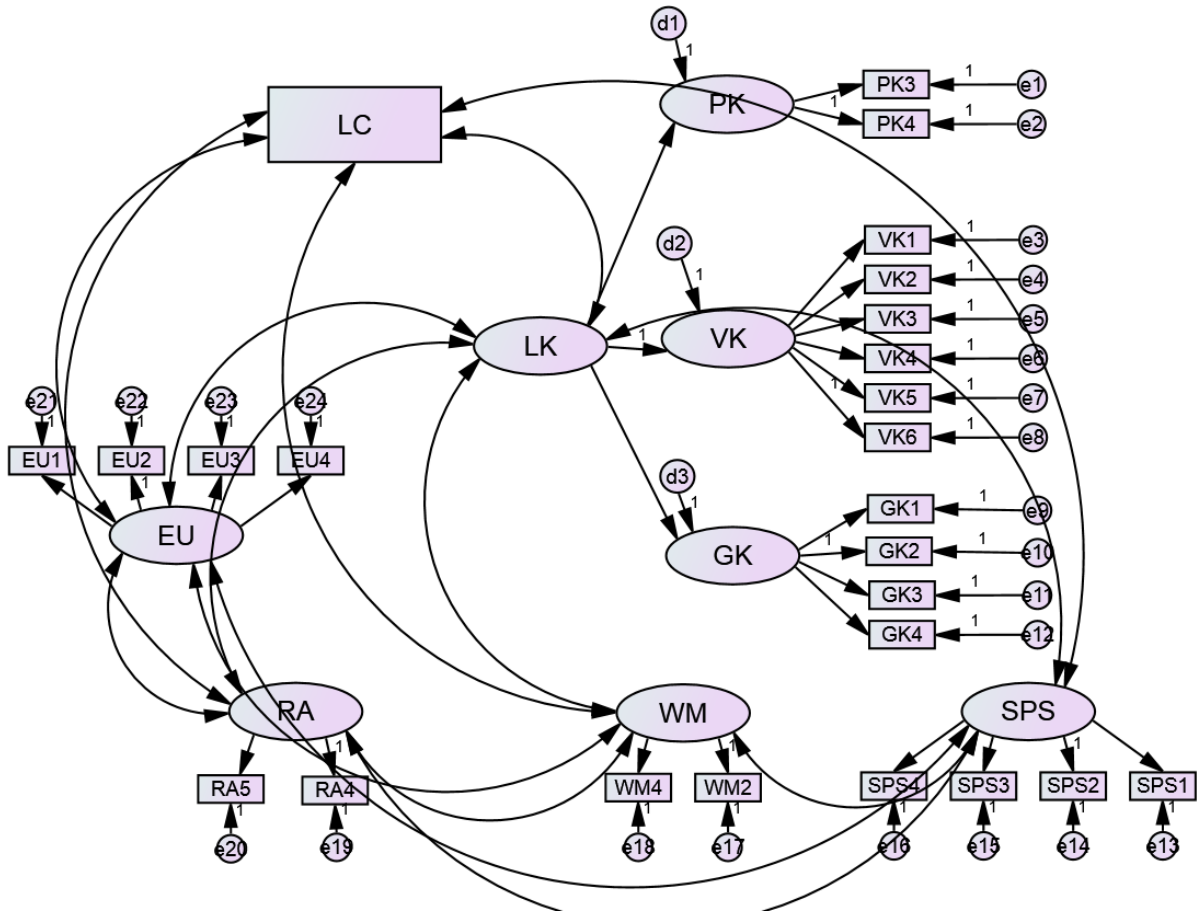 d1
1
LC
PK
1
PK3
1
e1
PK4
1
e2
d2
1
LK
1
VK
1
VK1
1
e3
VK2
1
e4
VK3
1
e5
VK4
1
e6
VK5
1
e7
VK6
1
e8
e21
e22
e23
e24
1
1
1
1
EU1
EU2
EU3
EU4
1
EU
d3
1
GK
1
GK1
1
e9
GK2
1
e10
GK3
1
e11
GK4
1
e12
RA
WM
SPS
1
1
1
RA5
RA4
WM4
WM2
SPS4
SPS3
SPS2
SPS1
1
1
1
1
1
1
1
1
e20
e19
e18
e17
e16
e15
e14
e13